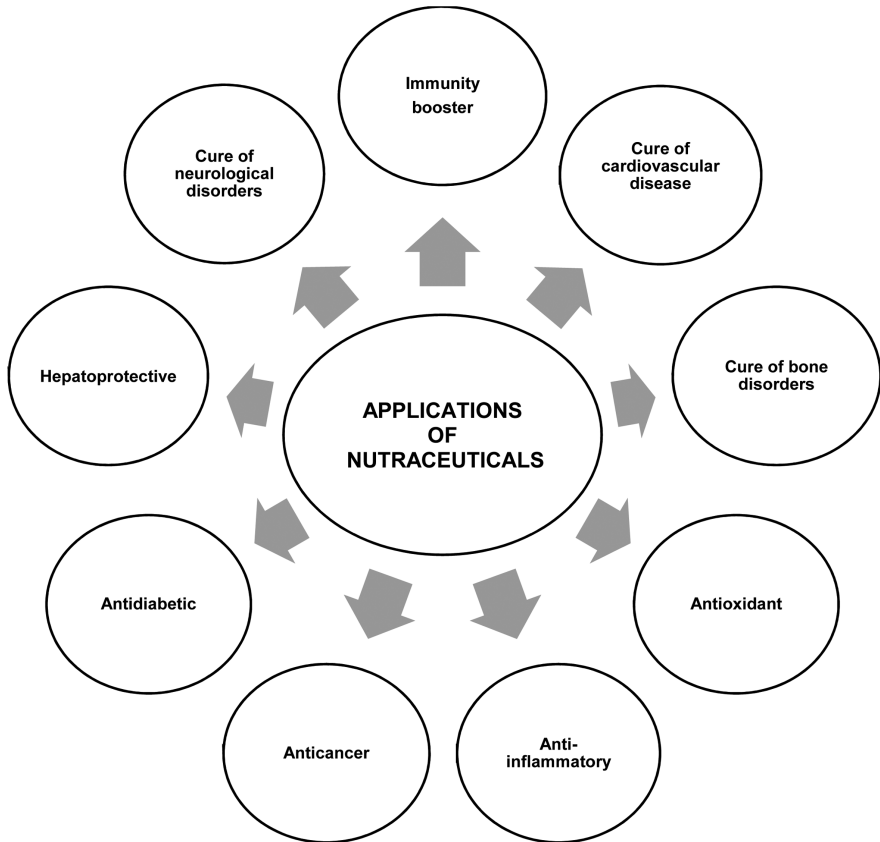 Immunity
booster
Cure of
neurological
disorders
Cure of
cardiovascular
disease
Hepatoprotective
Cure of bone
disorders
APPLICATIONS
OF
NUTRACEUTICALS
Antidiabetic
Antioxidant
Anticancer
Anti-
inflammatory